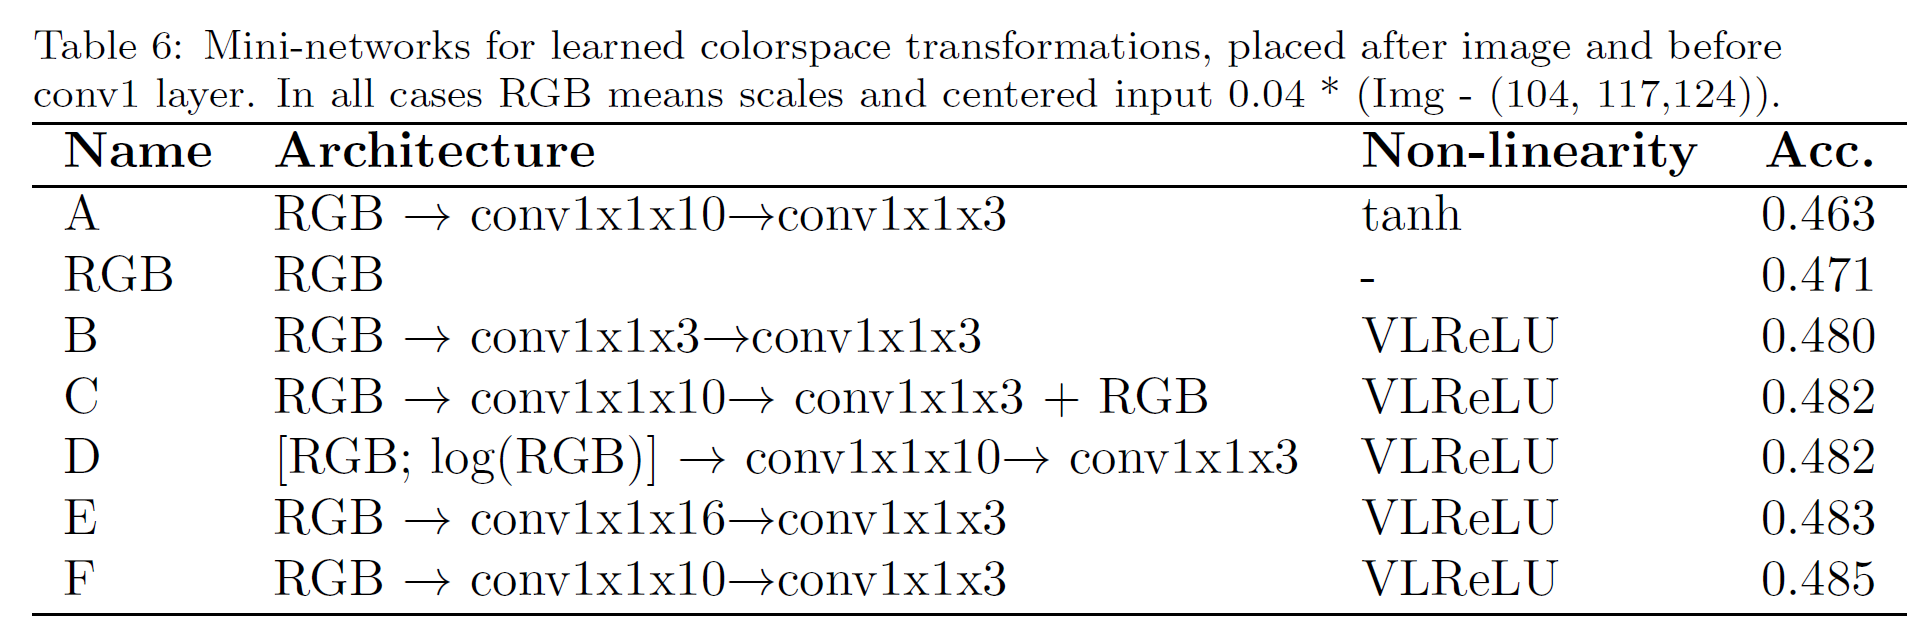 Table 6: Mini-networks for learned colorspace transformations, placed after image and before
conv1 layer. In all cases RGB means scales and centered input 0.04 * (Img - (104, 117,124)).
Name Architecture Non-linearity Acc.
A RGB → conv1x1x10→conv1x1x3 tanh 0.463
RGB RGB - 0.471
B RGB → conv1x1x3→conv1x1x3 VLReLU 0.480
C RGB → conv1x1x10→ conv1x1x3 + RGB VLReLU 0.482
D [RGB; log(RGB)] → conv1x1x10→ conv1x1x3 VLReLU 0.482
E RGB → conv1x1x16→conv1x1x3 VLReLU 0.483
F RGB → conv1x1x10→conv1x1x3 VLReLU 0.485